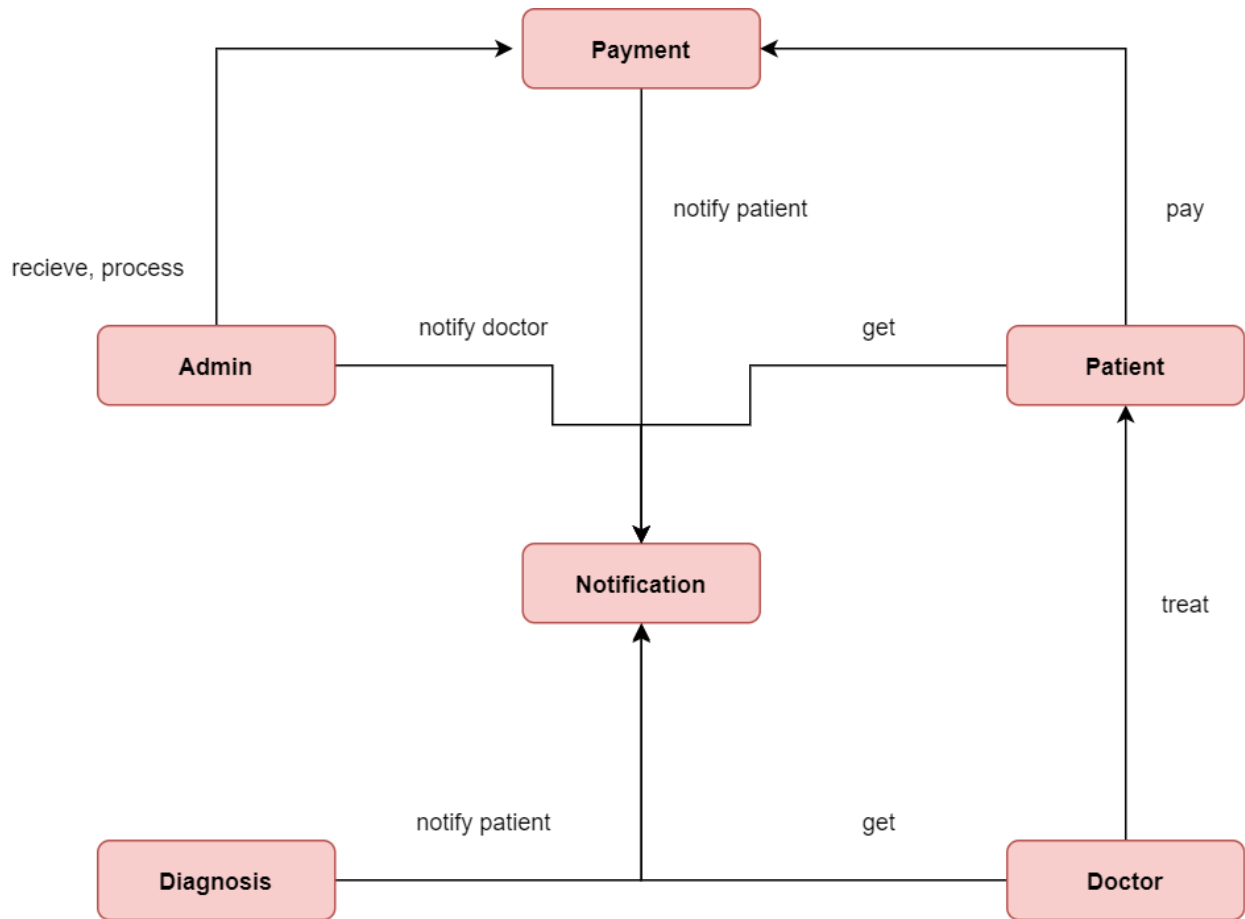 Payment
notify patient
pay
recieve, process
notify doctor
get
Admin
Patient
Notification
treat
notify patient
get
Diagnosis
Doctor